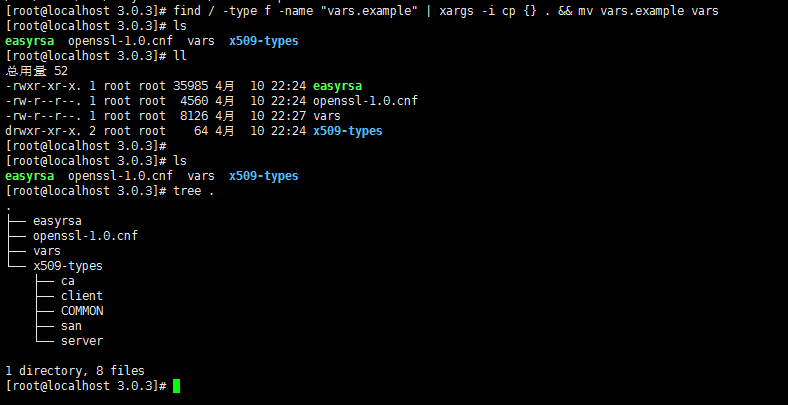 [root@localhost 3.0.3]# find / -type f -name "vars.example" | xargs -i cp {} . && mv vars.example vars
[root@localhost 3.0.3]# ls
easyrsa  openssl-1.0.cnf  vars  x509-types
[root@localhost 3.0.3]# ll
总用量 52
-rwxr-xr-x. 1 root root 35985 4月  10 22:24 easyrsa
-rw-r--r--. 1 root root  4560 4月  10 22:24 openssl-1.0.cnf
-rw-r--r--. 1 root root  8126 4月  10 22:27 vars
drwxr-xr-x. 2 root root    64 4月  10 22:24 x509-types
[root@localhost 3.0.3]#
[root@localhost 3.0.3]# ls
easyrsa  openssl-1.0.cnf  vars  x509-types
[root@localhost 3.0.3]# tree .
.
├── easyrsa
├── openssl-1.0.cnf
├── vars
└── x509-types
    ├── ca
    ├── client
    ├── COMMON
    ├── san
    └── server

1 directory, 8 files
[root@localhost 3.0.3]#